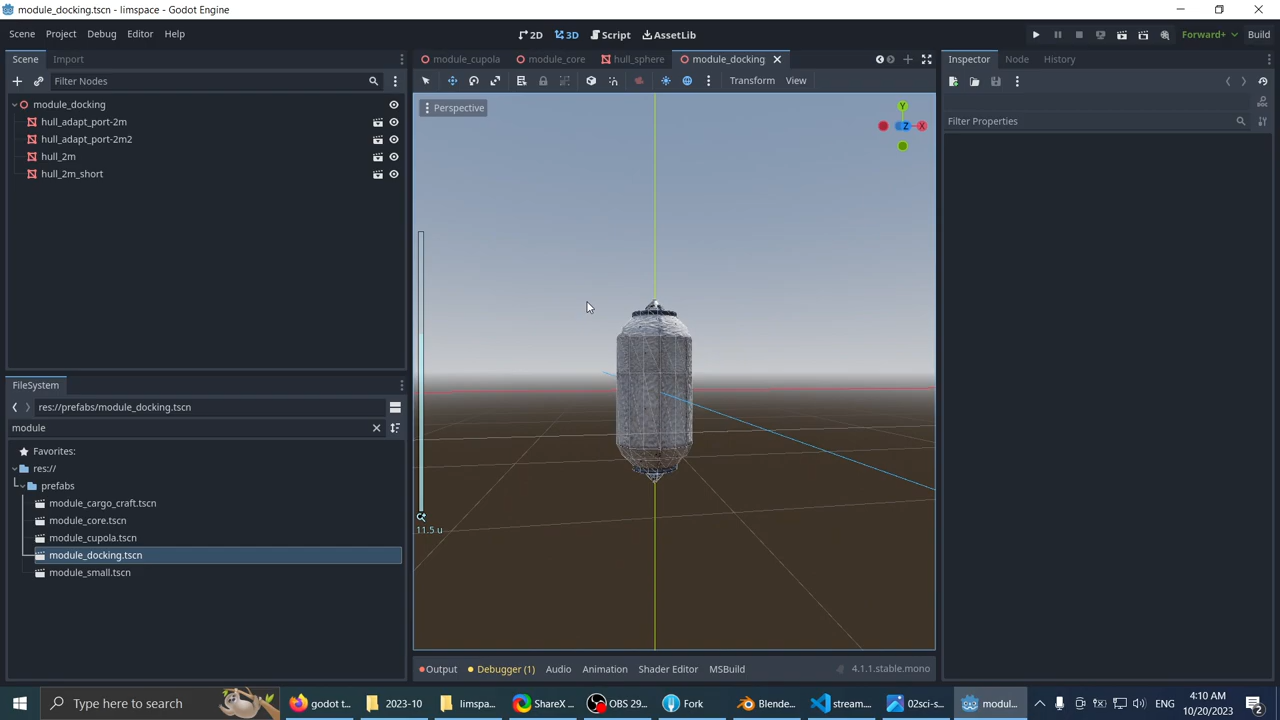 module_docking.tscn - limspace - Godot Engine
Scene Project Debug Editor Help
2D 3D Script AssetLib
Forward+ Build
Scene Import
module_cupola module_core hull_sphere module_docking
Inspector Node History
Filter Nodes
Transform View
module_docking
Perspective
Y
Z X
Filter Properties
hull_adapt_port-2m
hull_adapt_port-2m2
hull_2m
hull_2m_short
FileSystem
res://prefabs/module_docking.tscn
module
Favorites:
res://
prefabs
module_cargo_craft.tscn
module_core.tscn
module_cupola.tscn
module_docking.tscn
module_small.tscn
11.5 u
Output Debugger (1) Audio Animation Shader Editor MSBuild 4.1.1.stable.mono
Type here to search
godot t... 2023-10 limspa... ShareX ... OBS 29... Fork Blende... stream... 02sci-s... modul...
ENG
4:10 AM
10/20/2023
2